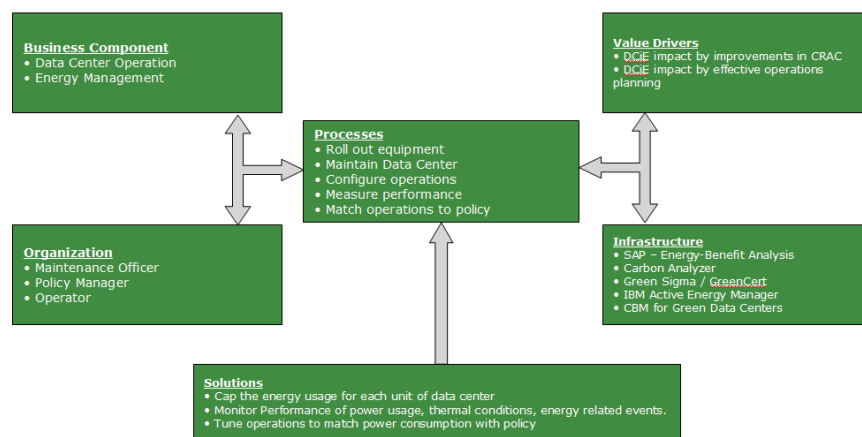 Business Component
• Data Center Operation
• Energy Management
Value Drivers
• DCiE impact by improvements in CRAC
• DCiE impact by effective operations
planning
Processes
• Roll out equipment
• Maintain Data Center
• Configure operations
• Measure performance
• Match operations to policy
Organization
• Maintenance Officer
• Policy Manager
• Operator
Infrastructure
• SAP – Energy-Benefit Analysis
• Carbon Analyzer
• Green Sigma / GreenCert
• IBM Active Energy Manager
• CBM for Green Data Centers
Solutions
• Cap the energy usage for each unit of data center
• Monitor Performance of power usage, thermal conditions, energy related events.
• Tune operations to match power consumption with policy